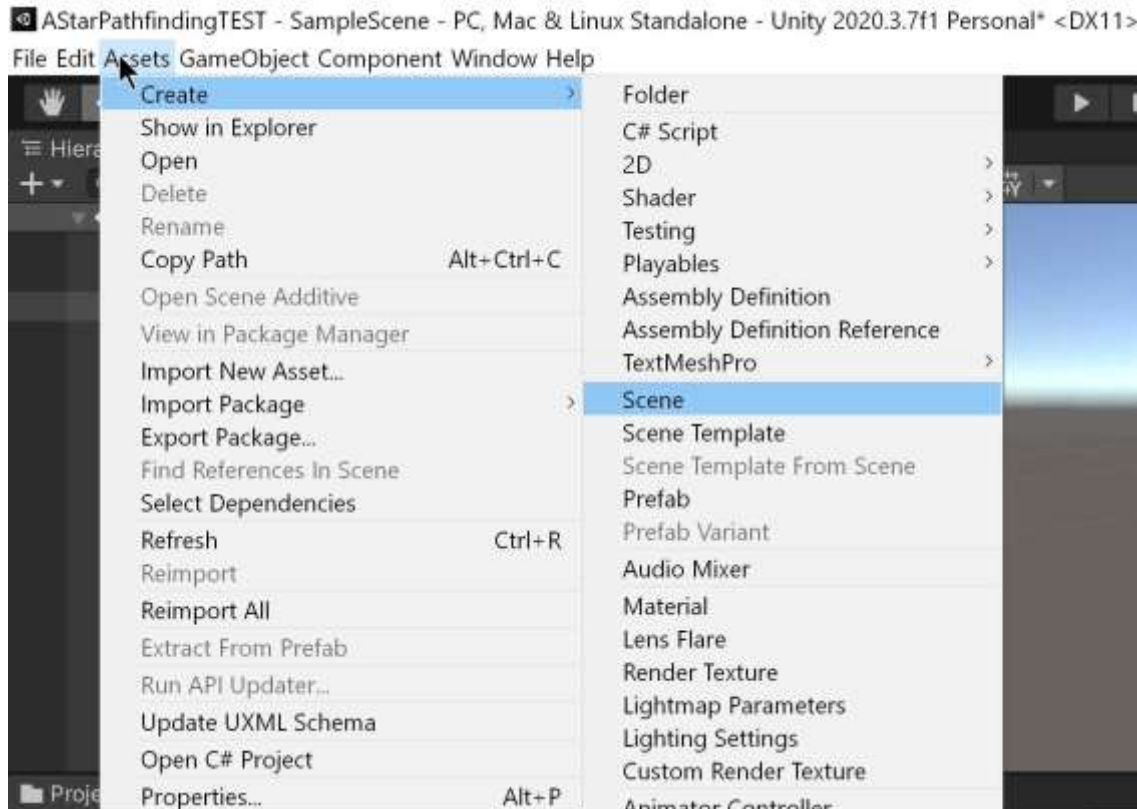 AStarPathfindingTEST - SampleScene - PC, Mac & Linux Standalone - Unity 2020.3.7f1 Personal* <DX11>
File Edit Assets GameObject Component Window Help
Hiera
Create
Show in Explorer
Open
Delete
Rename
Copy Path Alt+Ctrl+C
Open Scene Additive
View in Package Manager
Import New Asset...
Import Package
Export Package...
Find References In Scene
Select Dependencies
Refresh Ctrl+R
Reimport
Reimport All
Extract From Prefab
Run API Updater...
Update UXML Schema
Open C# Project
Properties... Alt+P
Folder
C# Script
2D
Shader
Testing
Playables
Assembly Definition
Assembly Definition Reference
TextMeshPro
Scene
Scene Template
Scene Template From Scene
Prefab
Prefab Variant
Audio Mixer
Material
Lens Flare
Render Texture
Lightmap Parameters
Lighting Settings
Custom Render Texture
Animator Controller
Proje